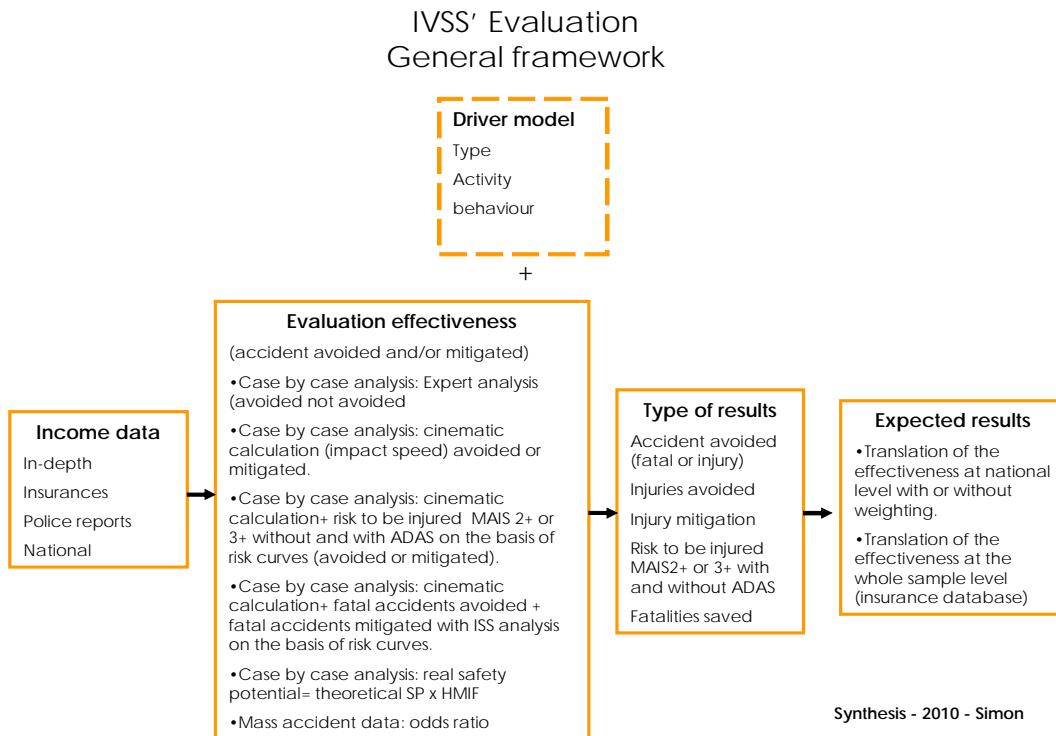 IVSS’ Evaluation
General framework
Driver model
Type
Activity
behaviour
+
Evaluation effectiveness
(accident avoided and/or mitigated)
•Case by case analysis: Expert analysis
(avoided not avoided
•Case by case analysis: cinematic
calculation (impact speed) avoided or
mitigated.
•Case by case analysis: cinematic
calculation+ risk to be injured MAIS 2+ or
3+ without and with ADAS on the basis of
risk curves (avoided or mitigated).
•Case by case analysis: cinematic
calculation+ fatal accidents avoided +
fatal accidents mitigated with ISS analysis
on the basis of risk curves.
•Case by case analysis: real safety
potential= theoretical SP x HMIF
•Mass accident data: odds ratio
Income data
In-depth
Insurances
Police reports
National
Type of results
Accident avoided
(fatal or injury)
Injuries avoided
Injury mitigation
Risk to be injured
MAIS2+ or 3+ with
and without ADAS
Fatalities saved
Expected results
•Translation of the
effectiveness at national
level with or without
weighting.
•Translation of the
effectiveness at the
whole sample level
(insurance database)
Synthesis - 2010 - Simon